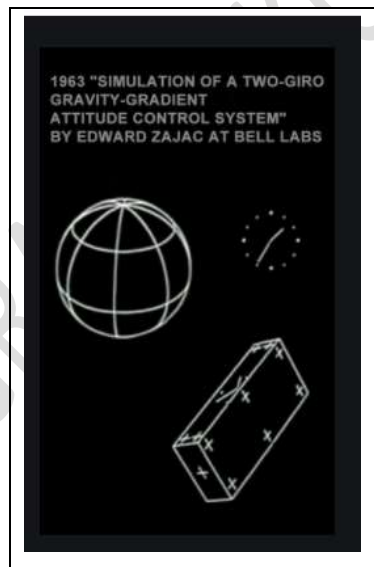 1963 "SIMULATION OF A TWO-GIRO
GRAVITY-GRADIENT
ATTITUDE CONTROL SYSTEM"
BY EDWARD ZAJAC AT BELL LABS